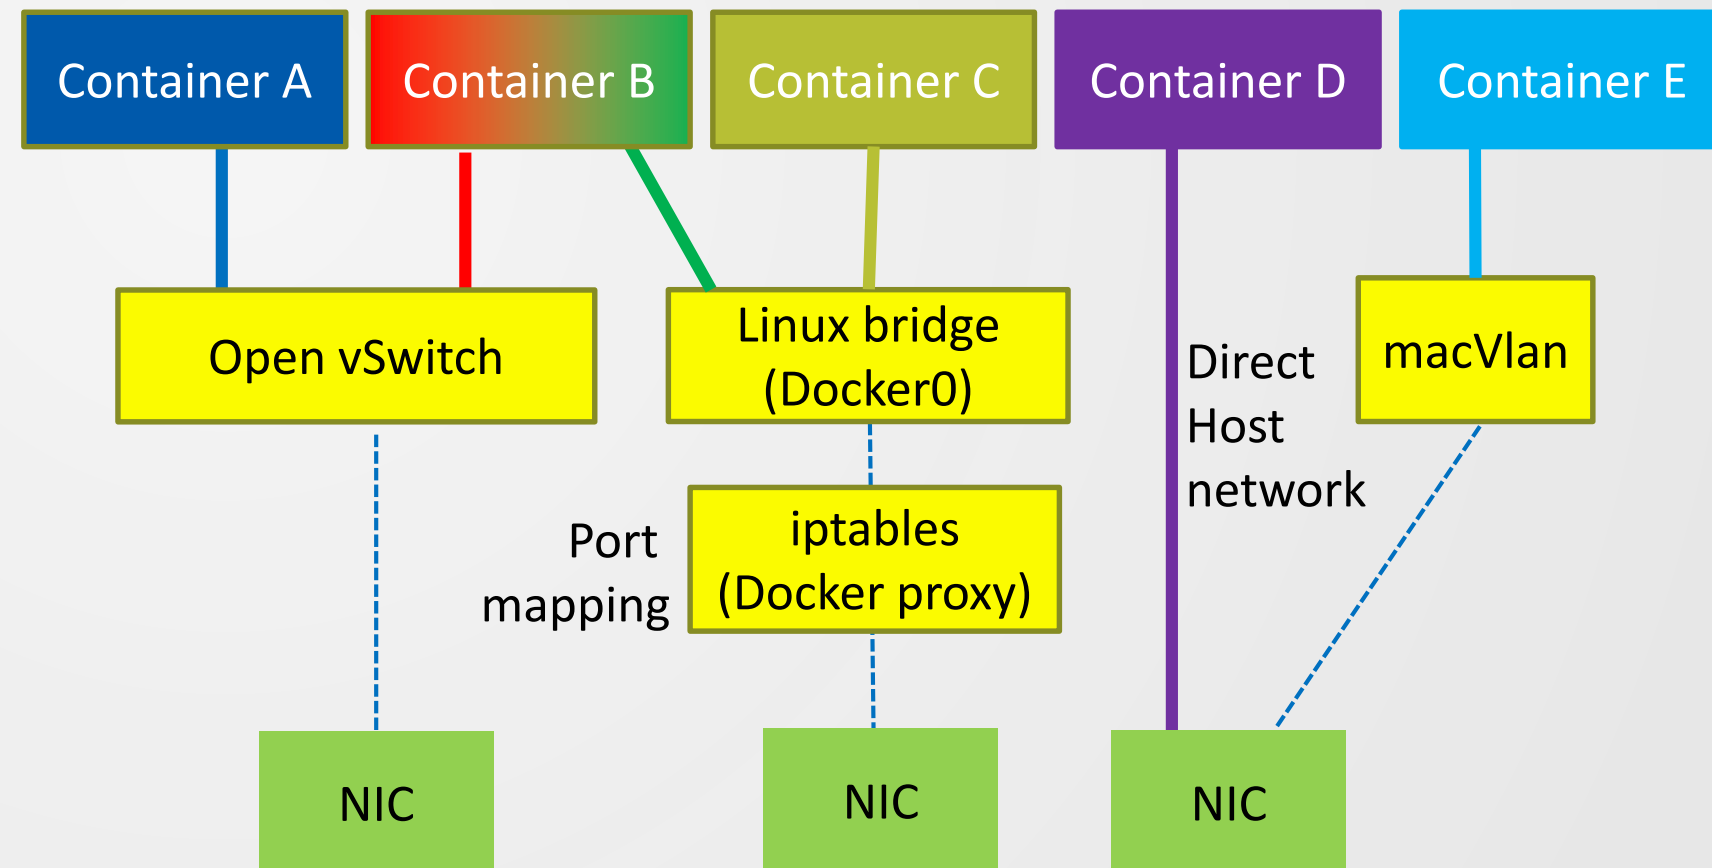 Container A
Container B
Container C
Container D
Container E
Open vSwitch
Linux bridge
(Docker0)
Direct
Host
network
macVlan
Port
mapping
iptables
(Docker proxy)
NIC
NIC
NIC